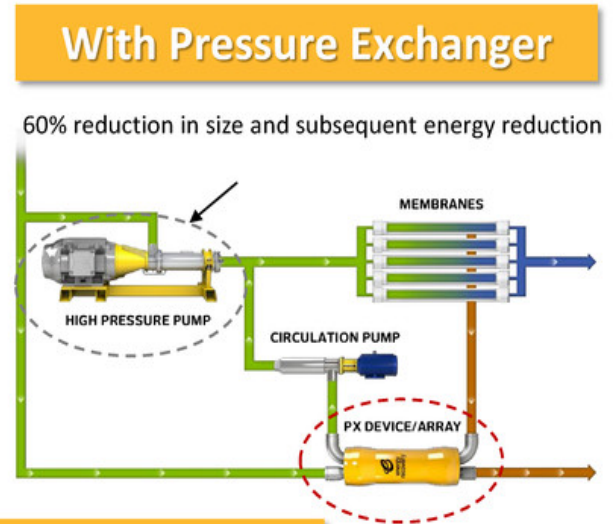 With Pressure Exchanger
60% reduction in size and subsequent energy reduction
MEMBRANES
HIGH PRESSURE PUMP
CIRCULATION PUMP
PX DEVICE/ARRAY